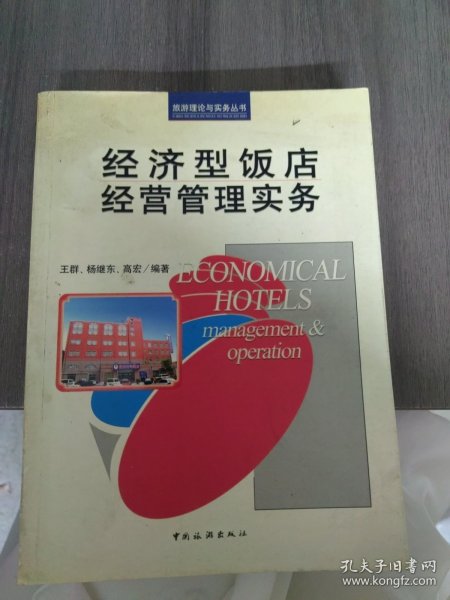 旅游理论与实务丛书
经济型饭店
经营管理实务
王群、杨继东、高宏/编著
ECONOMICAL
HOTELS
management &
operation
中国旅游出版社
孔夫子旧书网
www.kongfz.com